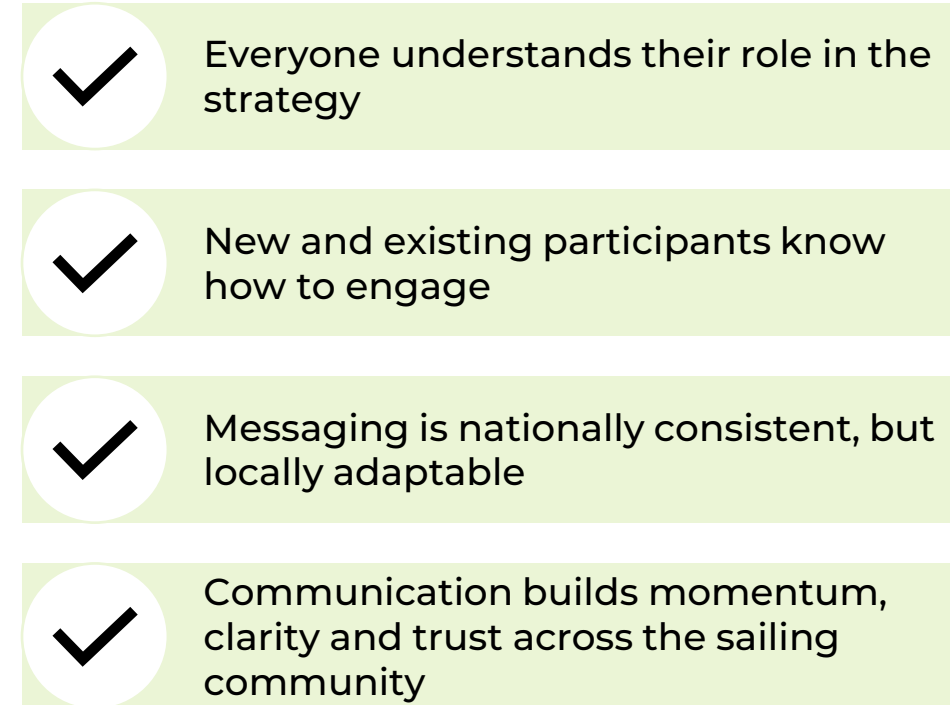 Everyone understands their role in the
strategy
New and existing participants know
how to engage
Messaging is nationally consistent, but
locally adaptable
Communication builds momentum,
clarity and trust across the sailing
community